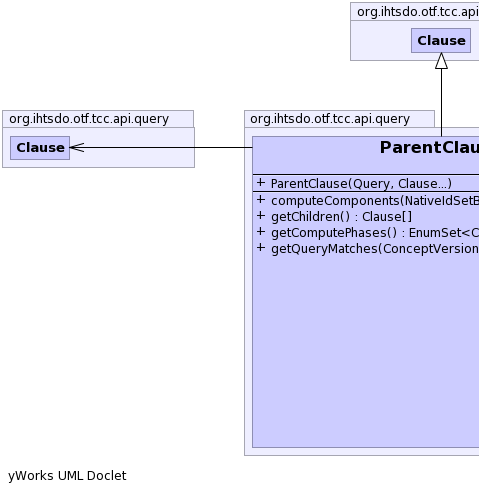 org.ihtsdo.otf.tcc.api
Clause
org.ihtsdo.otf.tcc.api.query
Clause
org.ihtsdo.otf.tcc.api.query
ParentClau
+ ParentClause(Query, Clause...)
+ computeComponents(NativeIdSetB
+ getChildren() : Clause[]
+ getComputePhases() : EnumSet<C
+ getQueryMatches(ConceptVersion
yWorks UML Doclet